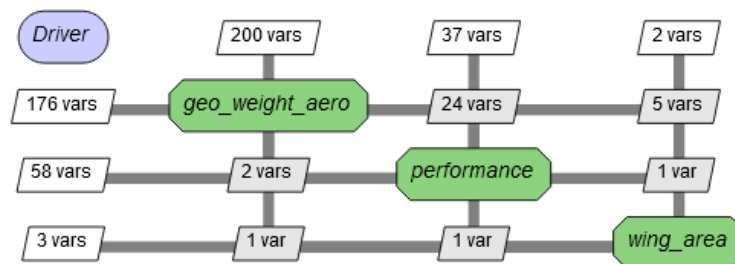 Driver
200 vars
37 vars
2 vars
176 vars
geo_weight_aero
24 vars
5 vars
58 vars
2 vars
performance
1 var
3 vars
1 var
1 var
wing_area